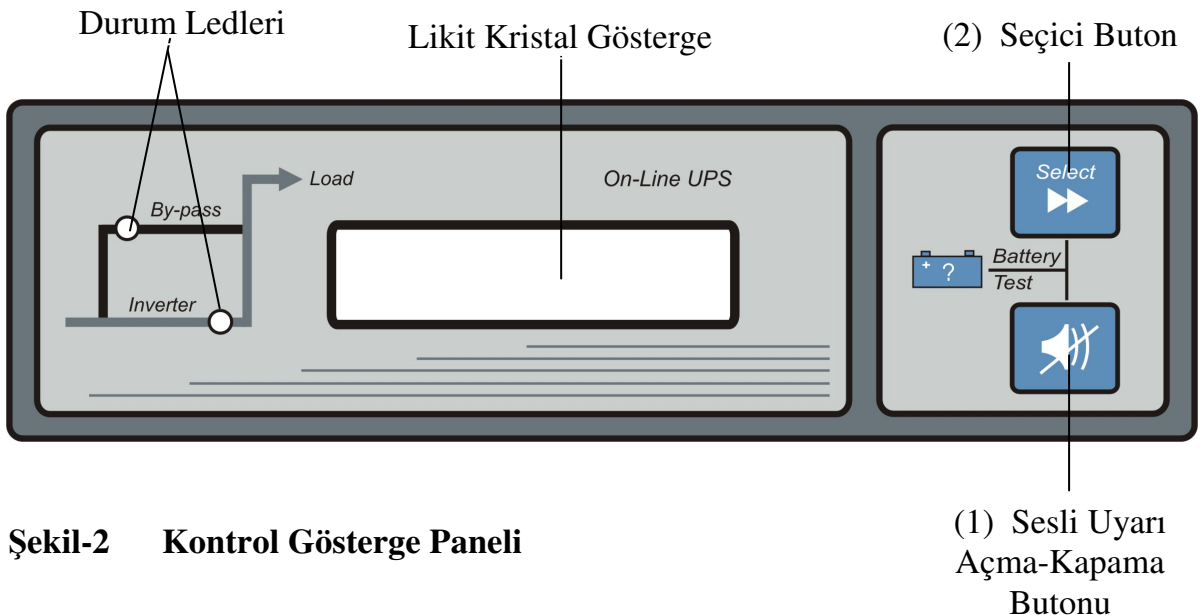 Durum Ledleri
Likit Kristal Gösterge
(2) Seçici Buton
Load
On-Line UPS
By-pass
Inverter
Select
+ ?
Battery
Test
Şekil-2 Kontrol Gösterge Paneli
(1) Sesli Uyarı
Açma-Kapama
Butonu